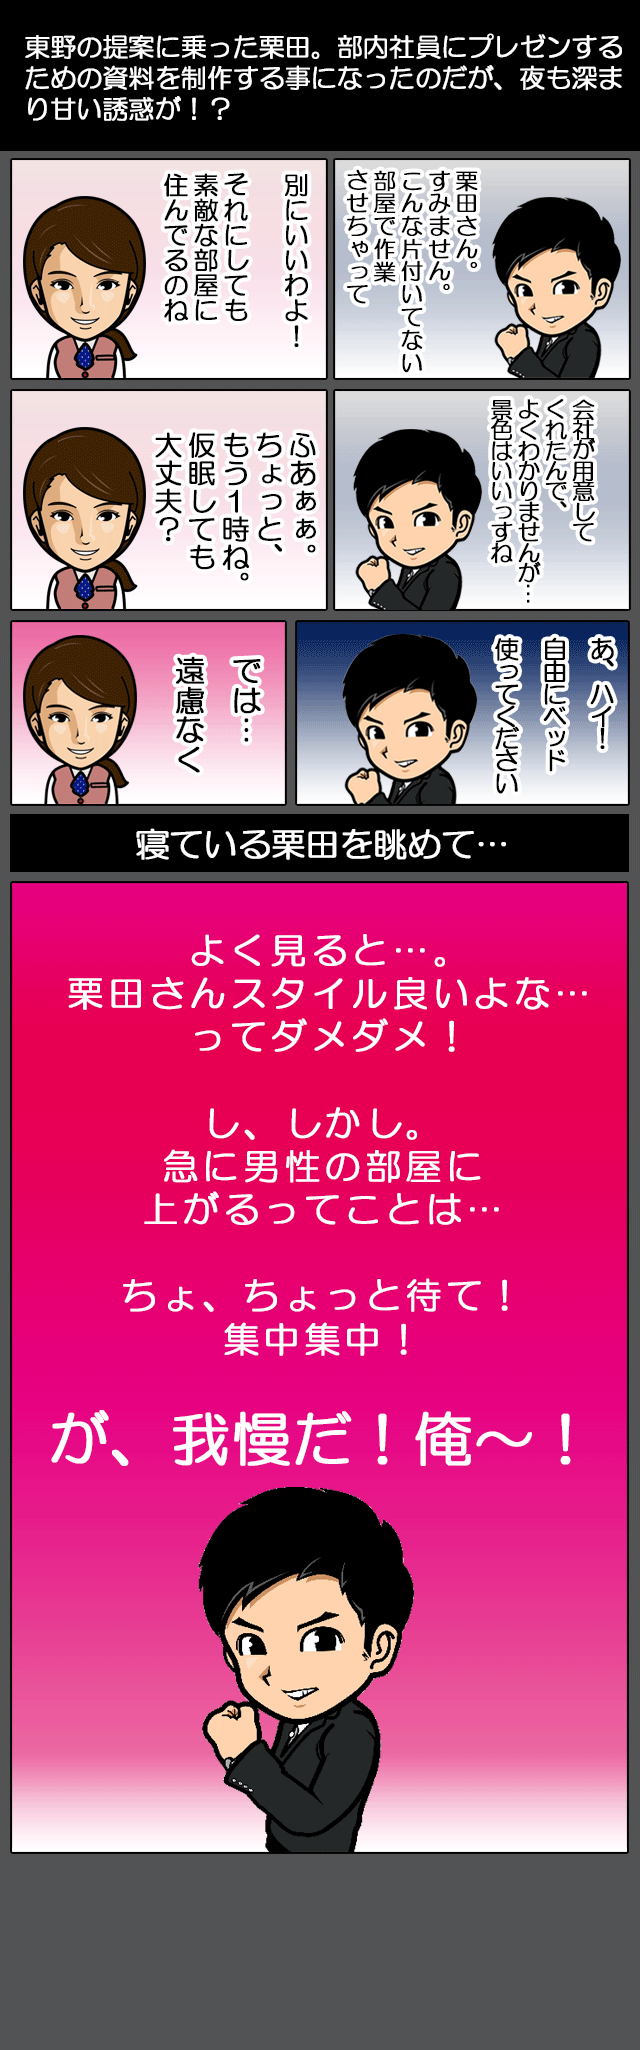 東野の提案に乗った栗田。部内社員にプレゼンする
ための資料を制作する事になったのだが、夜も深ま
り甘い誘惑が！？
栗田さん。
すみません。
こんな片付いてない
部屋で作業
させちゃって
別にいいわよ！
それにしても
素敵な部屋に
住んでるのね
会社が用意して
くれたんで、
よくわかりませんが…
景色はいいっすね
ふあぁぁ。
ちょっと、
もう１時ね。
仮眠しても
大丈夫？
あ、ハイ！
自由にベッド
使ってください
では…
遠慮なく
寝ている栗田を眺めて…
よく見ると…。
栗田さんスタイル良いよな…
ってダメダメ！
し、しかし。
急に男性の部屋に
上がるってことは…
ちょ、ちょっと待て！
集中集中！
が、我慢だ！俺〜！